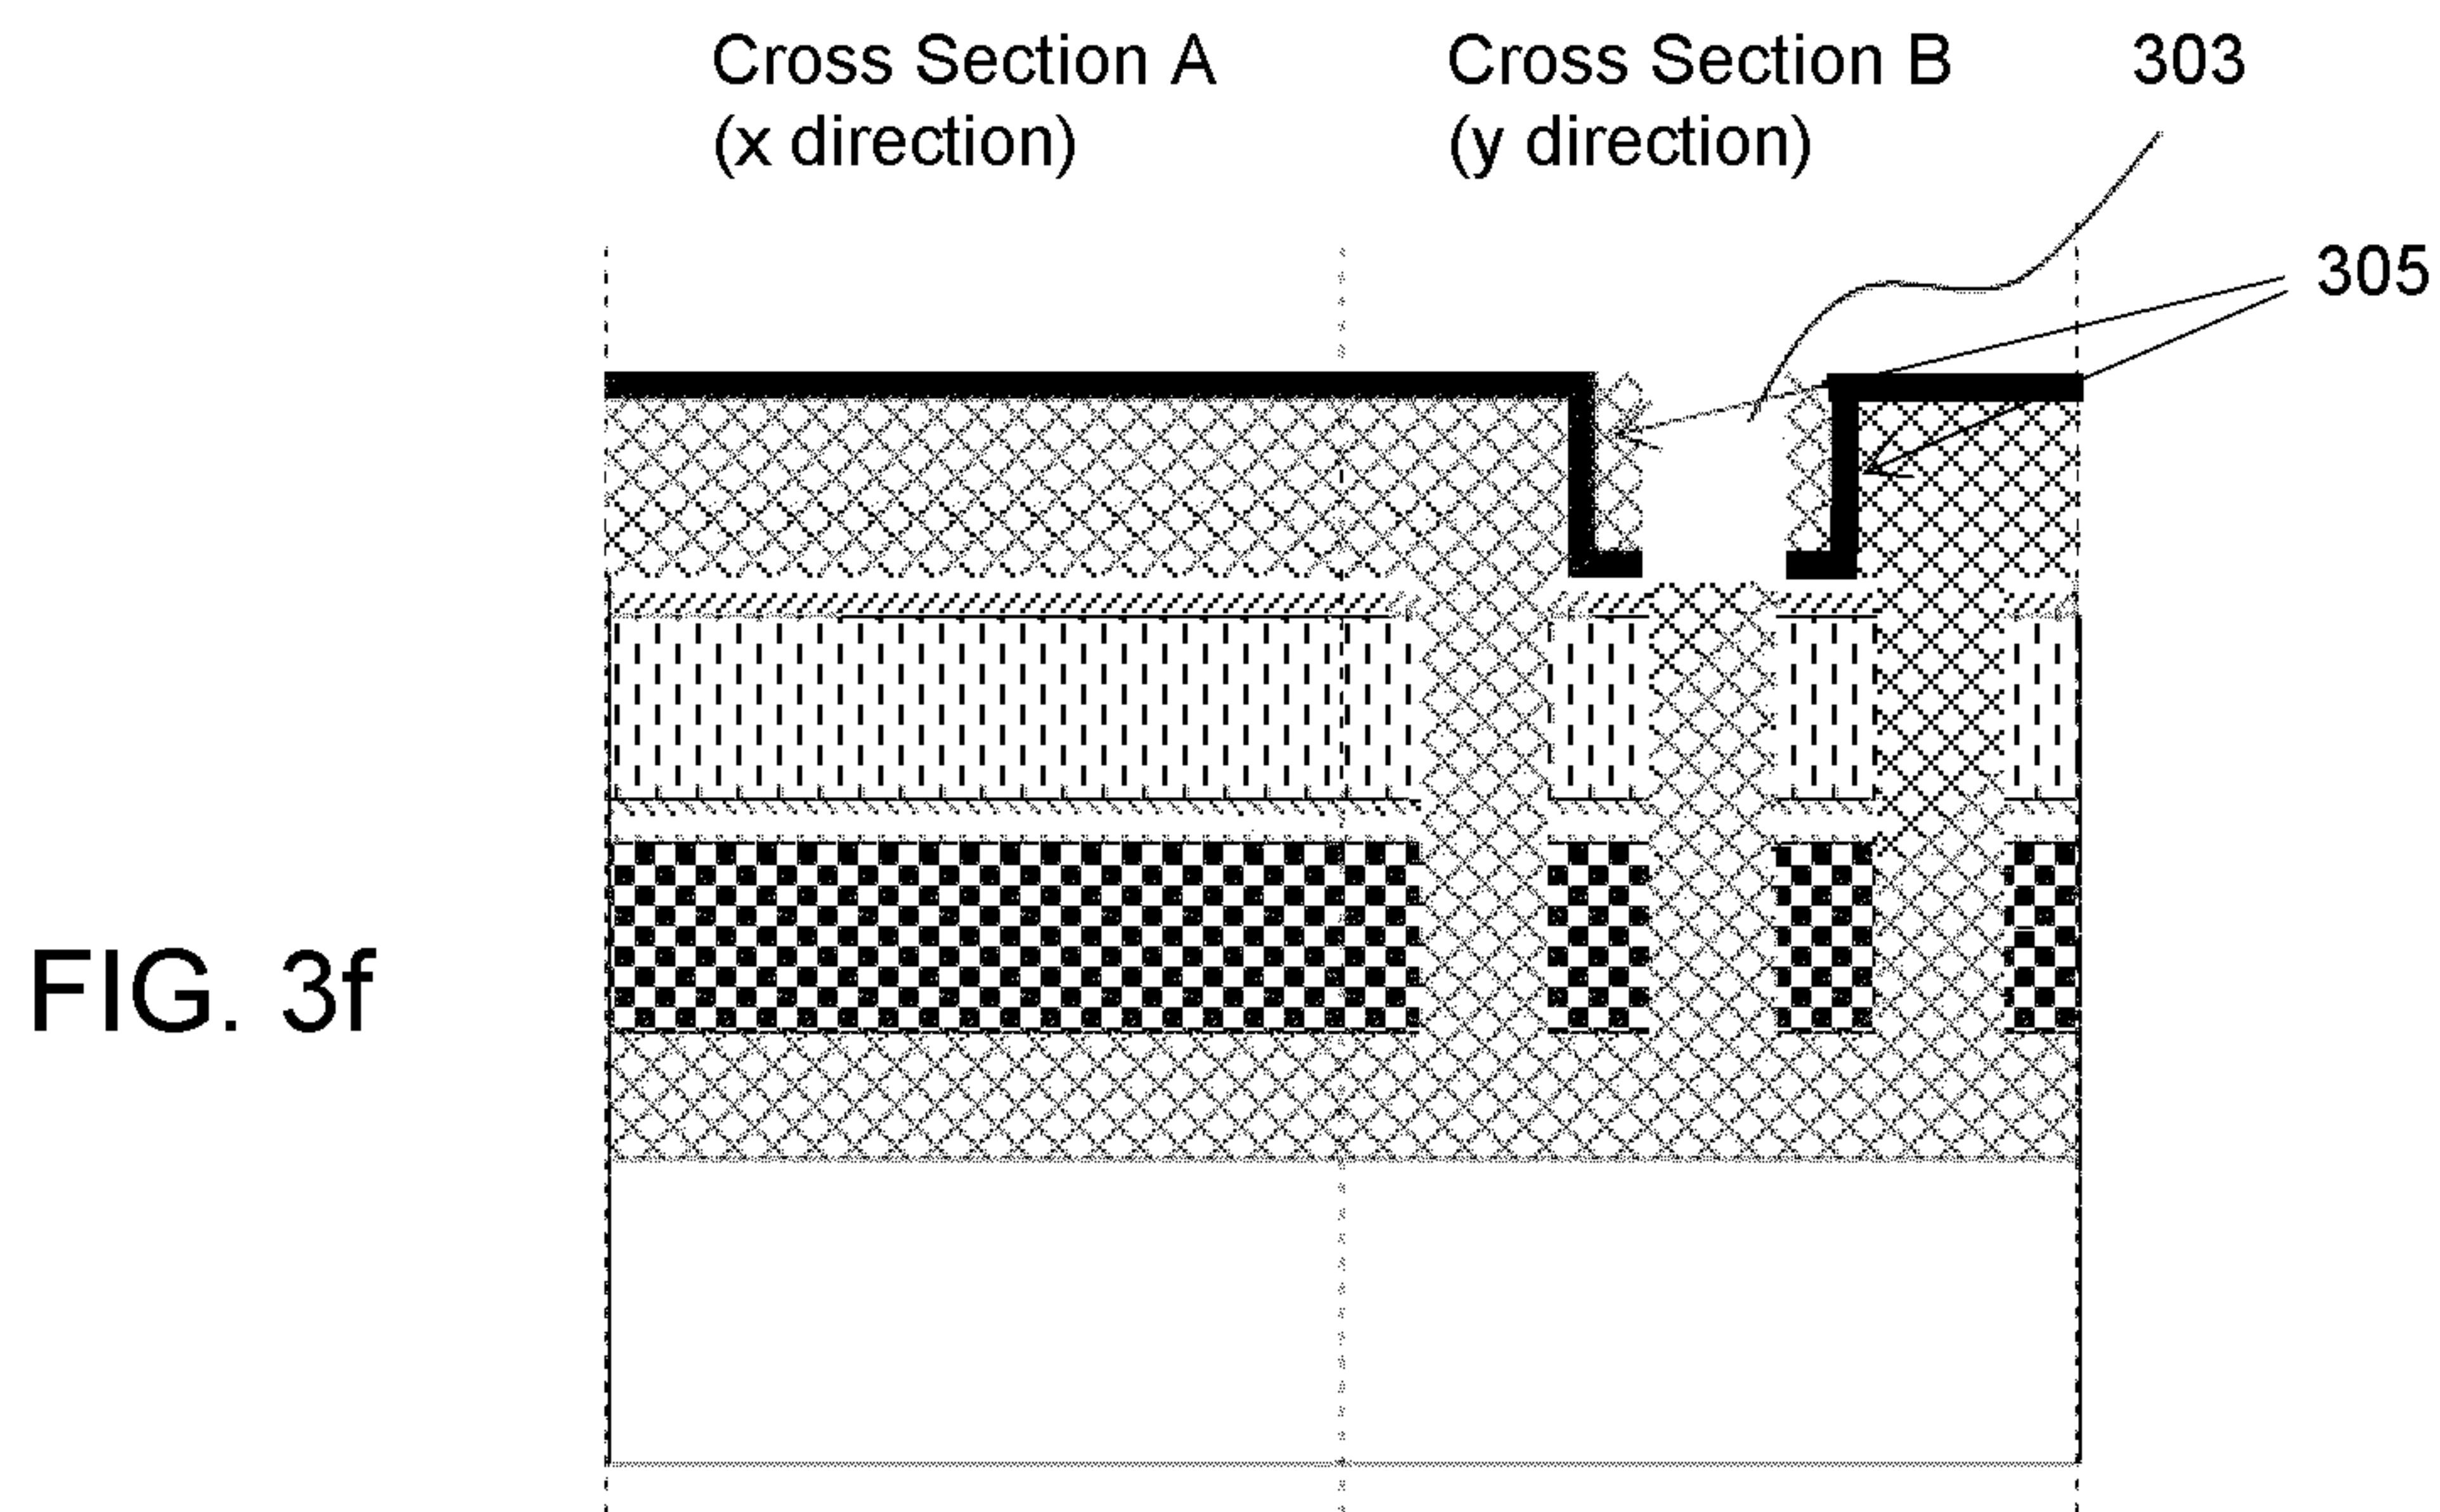 Cross Section A
(x direction)
Cross Section B
(y direction)
303
305
FIG. 3f